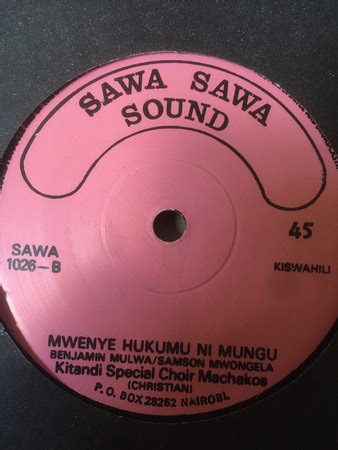 SAWA SAWA
SOUND
45
SAWA
1026-B
KISWAHILI
MWENYE HUKUMU NI MUNGU
BENJAMIN MULWA/SAMSON MWONGELA
Kitandi Special Choir Machakos
(CHRISTIAN)
P. O. BOX 28262 NAIROBI.